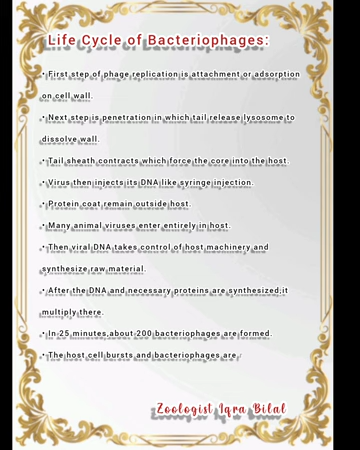 Life Cycle of Bacteriophages:
• First step of phage replication is attachment or adsorption
on cell wall.
• Next step is penetration in which tail release lysosome to
dissolve wall.
• Tail sheath contracts which force the core into the host.
• Virus then injects its DNA like syringe injection.
• Protein coat remain outside host.
• Many animal viruses enter entirely in host.
• Then viral DNA takes control of host machinery and
synthesize raw material.
• After the DNA and necessary proteins are synthesized;it
multiply there.
• In 25 minutes,about 200 bacteriophages are formed.
• The host cell bursts and bacteriophages are
Zoologist Iqra Bilal